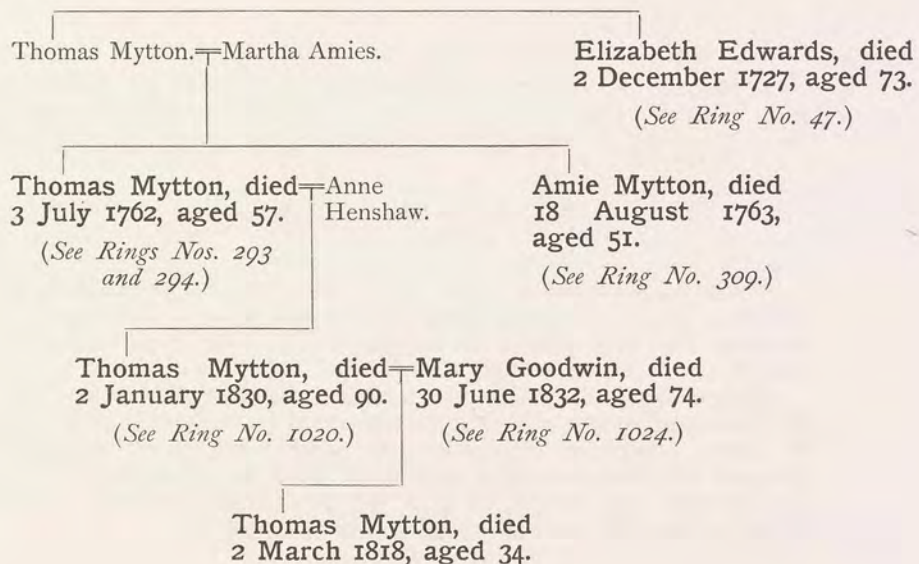 Thomas Mytton.=Martha Amies.
Elizabeth Edwards, died
2 December 1727, aged 73.
(See Ring No. 47.)
Thomas Mytton, died=Anne
3 July 1762, aged 57. Henshaw.
(See Rings Nos. 293
and 294.)
Amie Mytton, died
18 August 1763,
aged 51.
(See Ring No. 309.)
Thomas Mytton, died=Mary Goodwin, died
2 January 1830, aged 90. 30 June 1832, aged 74.
(See Ring No. 1020.) (See Ring No. 1024.)
Thomas Mytton, died
2 March 1818, aged 34.